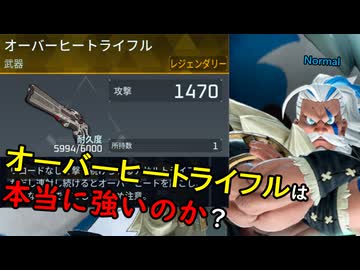 オーバーヒートライフル
武器
レジェンダリー
Normal
攻撃 1470
耐久度
5994/6000
所持数 1
オーバーヒートライフルは
本当に強いのか?